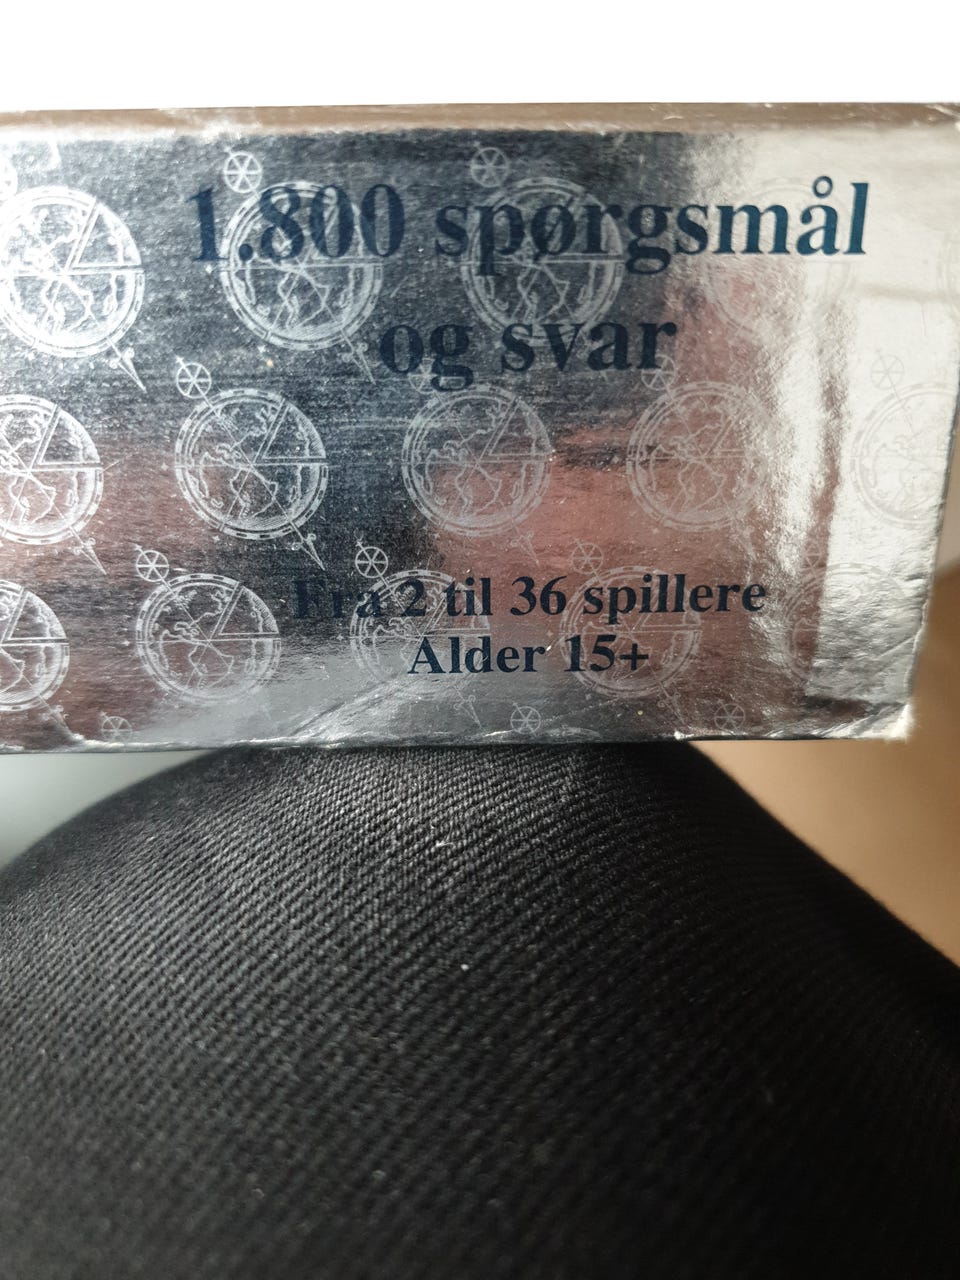 1.800 spørgsmål
og svar
Fra 2 til 36 spillere
Alder 15+